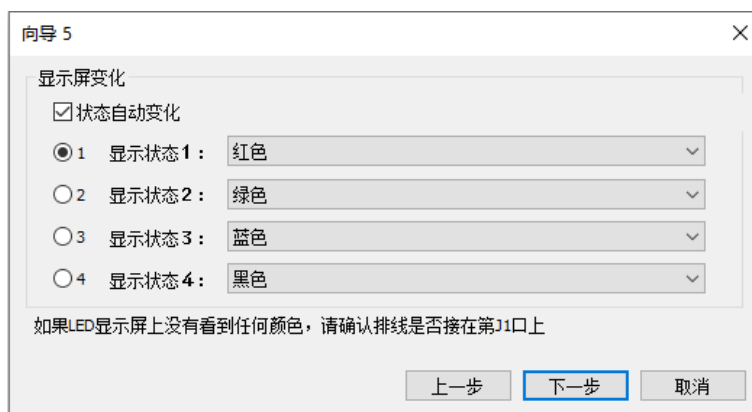 向导 5
显示屏变化
状态自动变化
1 显示状态1： 红色
2 显示状态2： 绿色
3 显示状态3： 蓝色
4 显示状态4： 黑色
如果LED显示屏上没有看到任何颜色，请确认排线是否接在第J1口上
上一步 下一步 取消